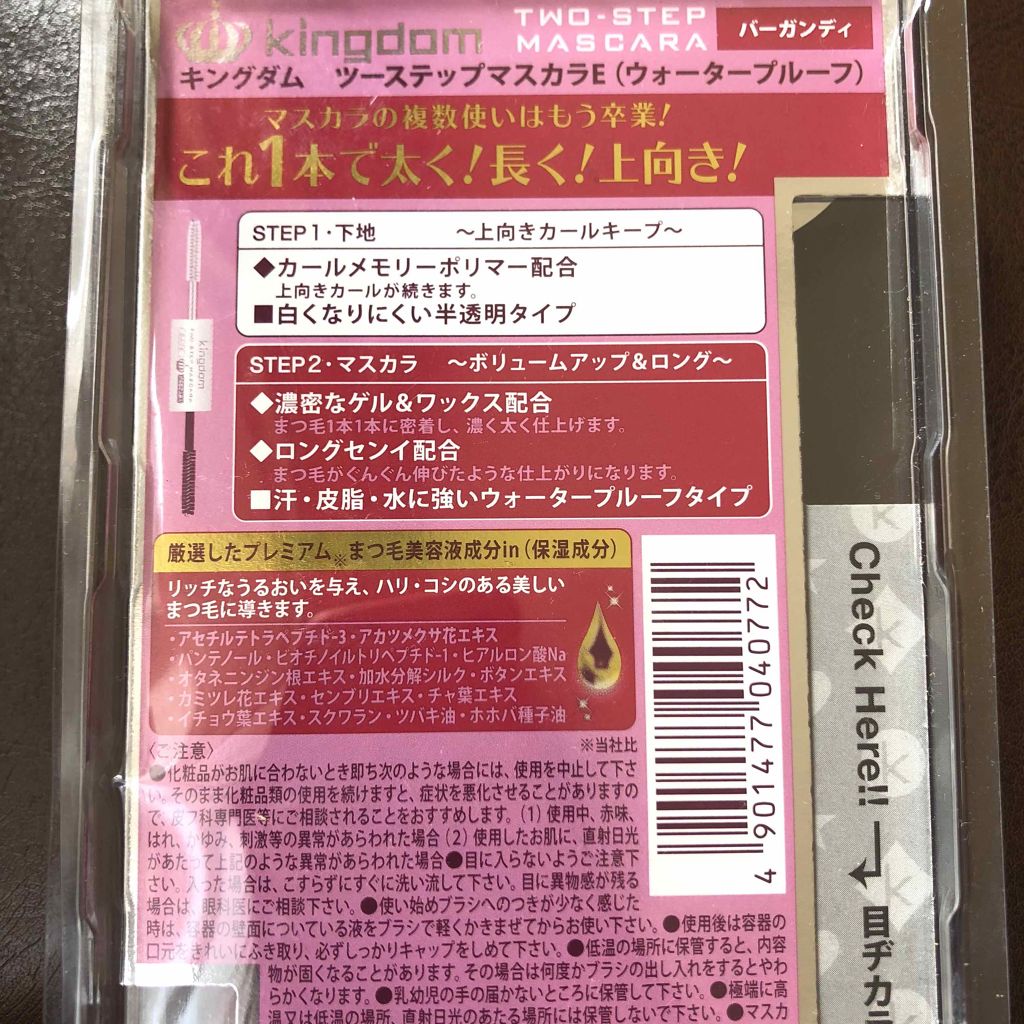 kingdom TWO-STEP MASCARA バーガンディ
キングダム ツーステップマスカラE(ウォータープルーフ)
マスカラの複数使いはもう卒業!
これ1本で太く!長く!上向き!
STEP1・下地 ～上向きカールキープ～
◆カールメモリーポリマー配合
上向きカールが続きます。
■白くなりにくい半透明タイプ
STEP2・マスカラ ～ボリュームアップ&ロング～
◆濃密なゲル&ワックス配合
まつ毛1本1本に密着し、濃く太く仕上げます。
◆ロングセンイ配合
まつ毛がぐんぐん伸びたような仕上がりになります。
■汗・皮脂・水に強いウォータープルーフタイプ
厳選したプレミアム※まつ毛美容液成分in(保湿成分)
リッチなうるおいを与え、ハリ・コシのある美しい
まつ毛に導きます。
・アセチルテトラペプチド-3・アカツメクサ花エキス
・パンテノール・ビオチノイルトリペプチド-1・ヒアルロン酸Na
・オタネニンジン根エキス・加水分解シルク・ボタンエキス
・カミツレ花エキス・センブリエキス・チャ葉エキス
・イチョウ葉エキス・スクワラン・ツバキ油・ホホバ種子油
※当社比
〈ご注意〉
●化粧品がお肌に合わないとき即ち次のような場合には、使用を中止して下さ
い。そのまま化粧品類の使用を続けますと、症状を悪化させることがありますの
で、皮フ科専門医等にご相談されることをおすすめします。(1)使用中、赤味、
はれ、かゆみ、刺激等の異常があらわれた場合(2)使用したお肌に、直射日光
があたって上記のような異常があらわれた場合●目に入らないようご注意下
さい。入った場合は、こすらずにすぐに洗い流して下さい。目に異物感が残る
場合は、眼科医にご相談下さい。●使い始めブラシへのつきが少なく感じた
時は、容器の壁面についている液をブラシで軽くかきまぜてからお使い下さい。●使用後は容器の
口元をきれいにふき取り、必ずしっかりキャップをしめて下さい。●低温の場所に保管すると、内容
物が固くなることがあります。その場合は何度かブラシの出し入れをするとやわ
らかくなります。●乳幼児の手の届かないところに保管して下さい。●極端に高
温又は低温の場所、直射日光のあたる場所には保管しないで下さい。●マスカ
4 901477 040772
Check Here!!
目ヂカ
kingdom
TWO STEP MASCARA